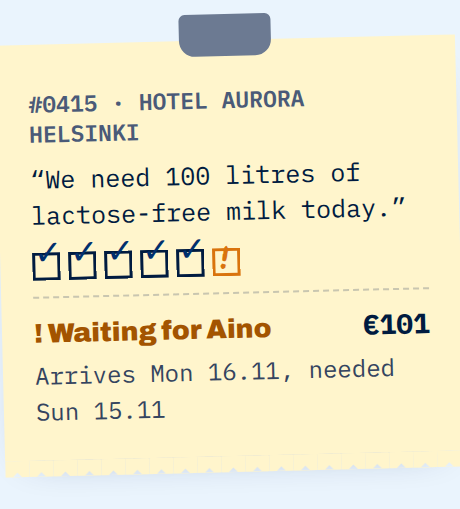 #0415 · HOTEL AURORA
HELSINKI
“We need 100 litres of
lactose-free milk today.”
✓ ✓ ✓ ✓ ✓ !
! Waiting for Aino €101
Arrives Mon 16.11, needed
Sun 15.11